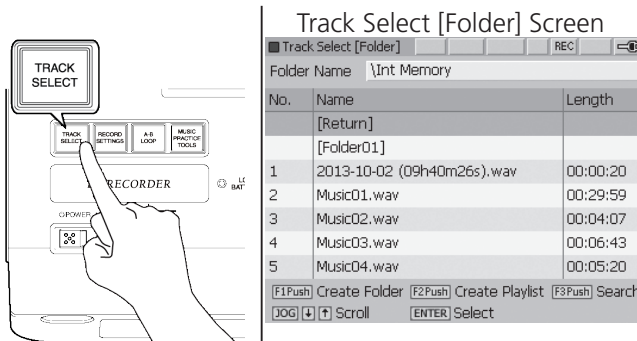 TRACK
SELECT
TRACK
SELECT
RECORD
SETTINGS
A-B
LOOP
MUSIC
PRACTICE
TOOLS
RECORDER
POWER
Track Select [Folder] Screen
Track Select [Folder] REC
Folder Name \Int Memory
No. Name Length
[Return]
[Folder01]
1 2013-10-02 (09h40m26s).wav 00:00:20
2 Music01.wav 00:29:59
3 Music02.wav 00:04:07
4 Music03.wav 00:06:43
5 Music04.wav 00:05:20
F1Push Create Folder F2Push Create Playlist F3Push Search
JOG ↓ ↑ Scroll ENTER Select